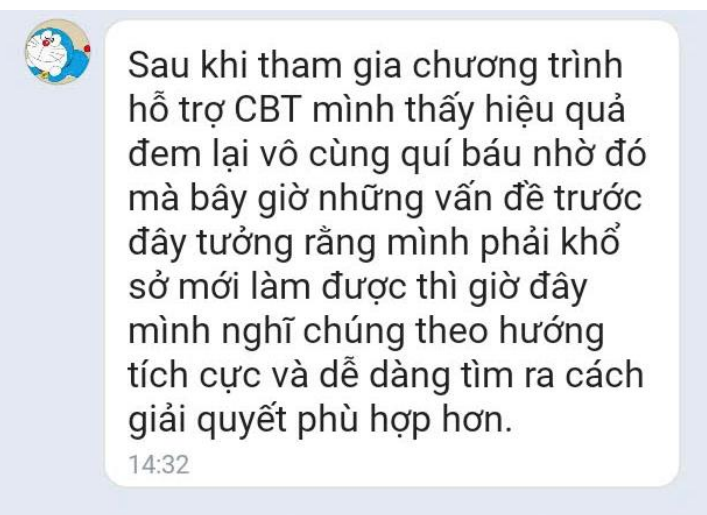 Sau khi tham gia chương trình
hỗ trợ CBT mình thấy hiệu quả
đem lại vô cùng quí báu nhờ đó
mà bây giờ những vấn đề trước
đây tưởng rằng mình phải khổ
sở mới làm được thì giờ đây
mình nghĩ chúng theo hướng
tích cực và dễ dàng tìm ra cách
giải quyết phù hợp hơn.
14:32